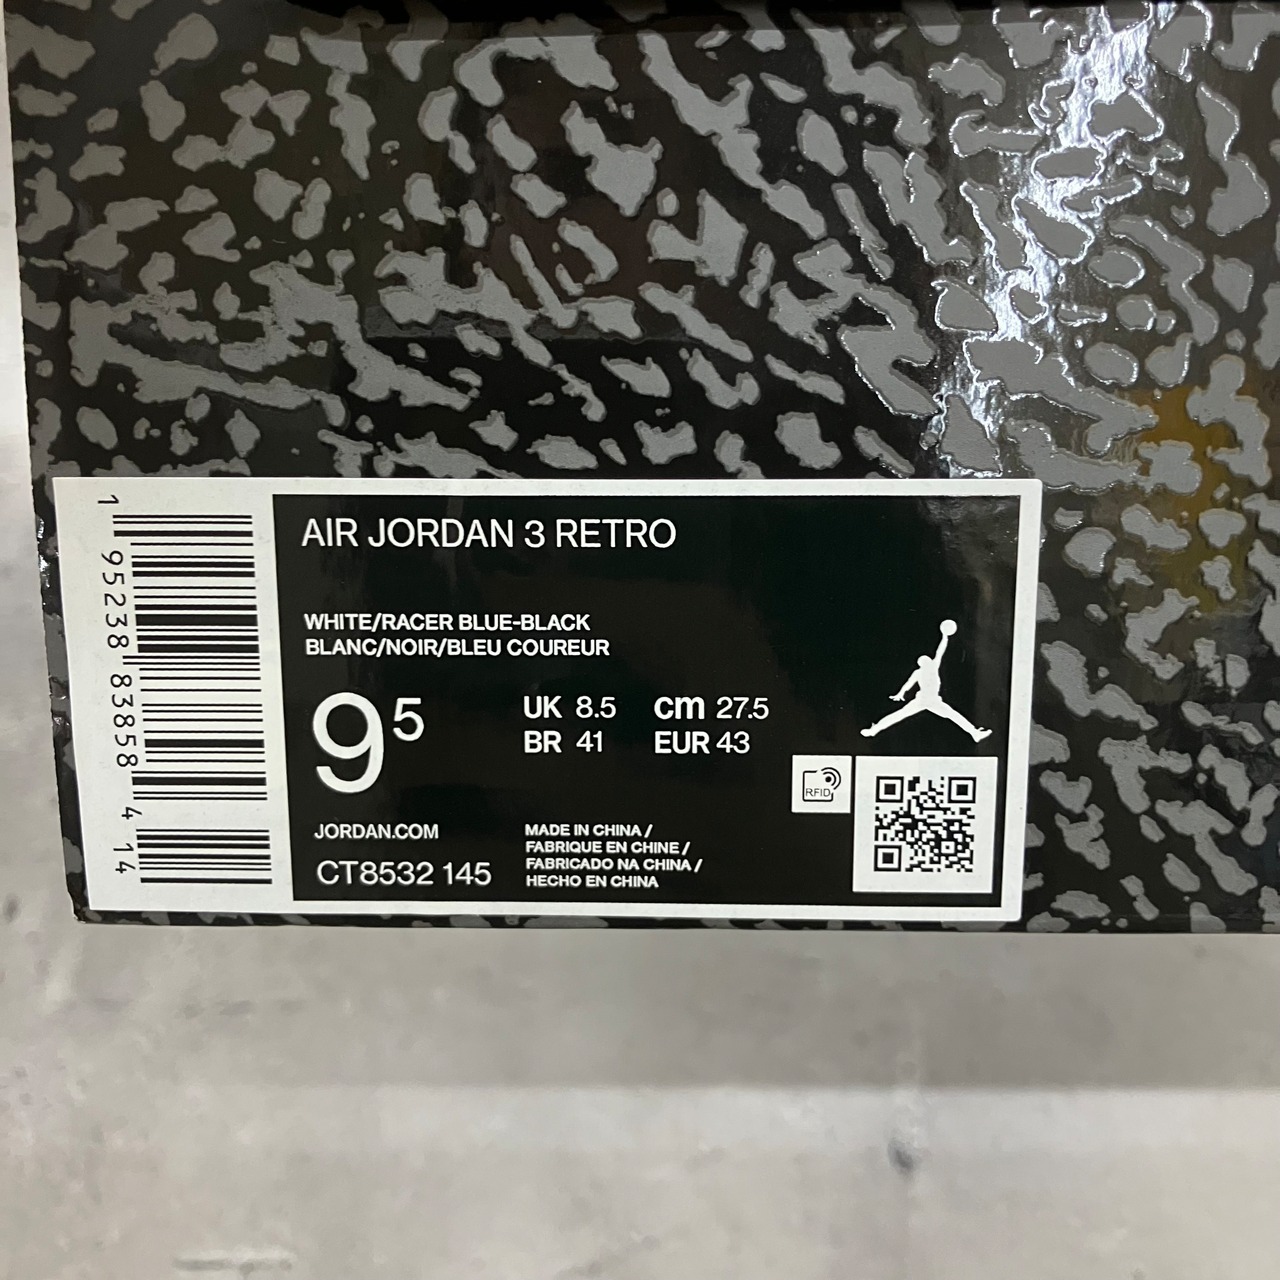 AIR JORDAN 3 RETRO
WHITE/RACER BLUE-BLACK
BLANC/NOIR/BLEU COUREUR
9⁵
UK 8.5 cm 27.5
BR 41 EUR 43
RFID
JORDAN.COM
CT8532 145
MADE IN CHINA /
FABRIQUE EN CHINE /
FABRICADO NA CHINA /
HECHO EN CHINA
1 95238 83858 4 14